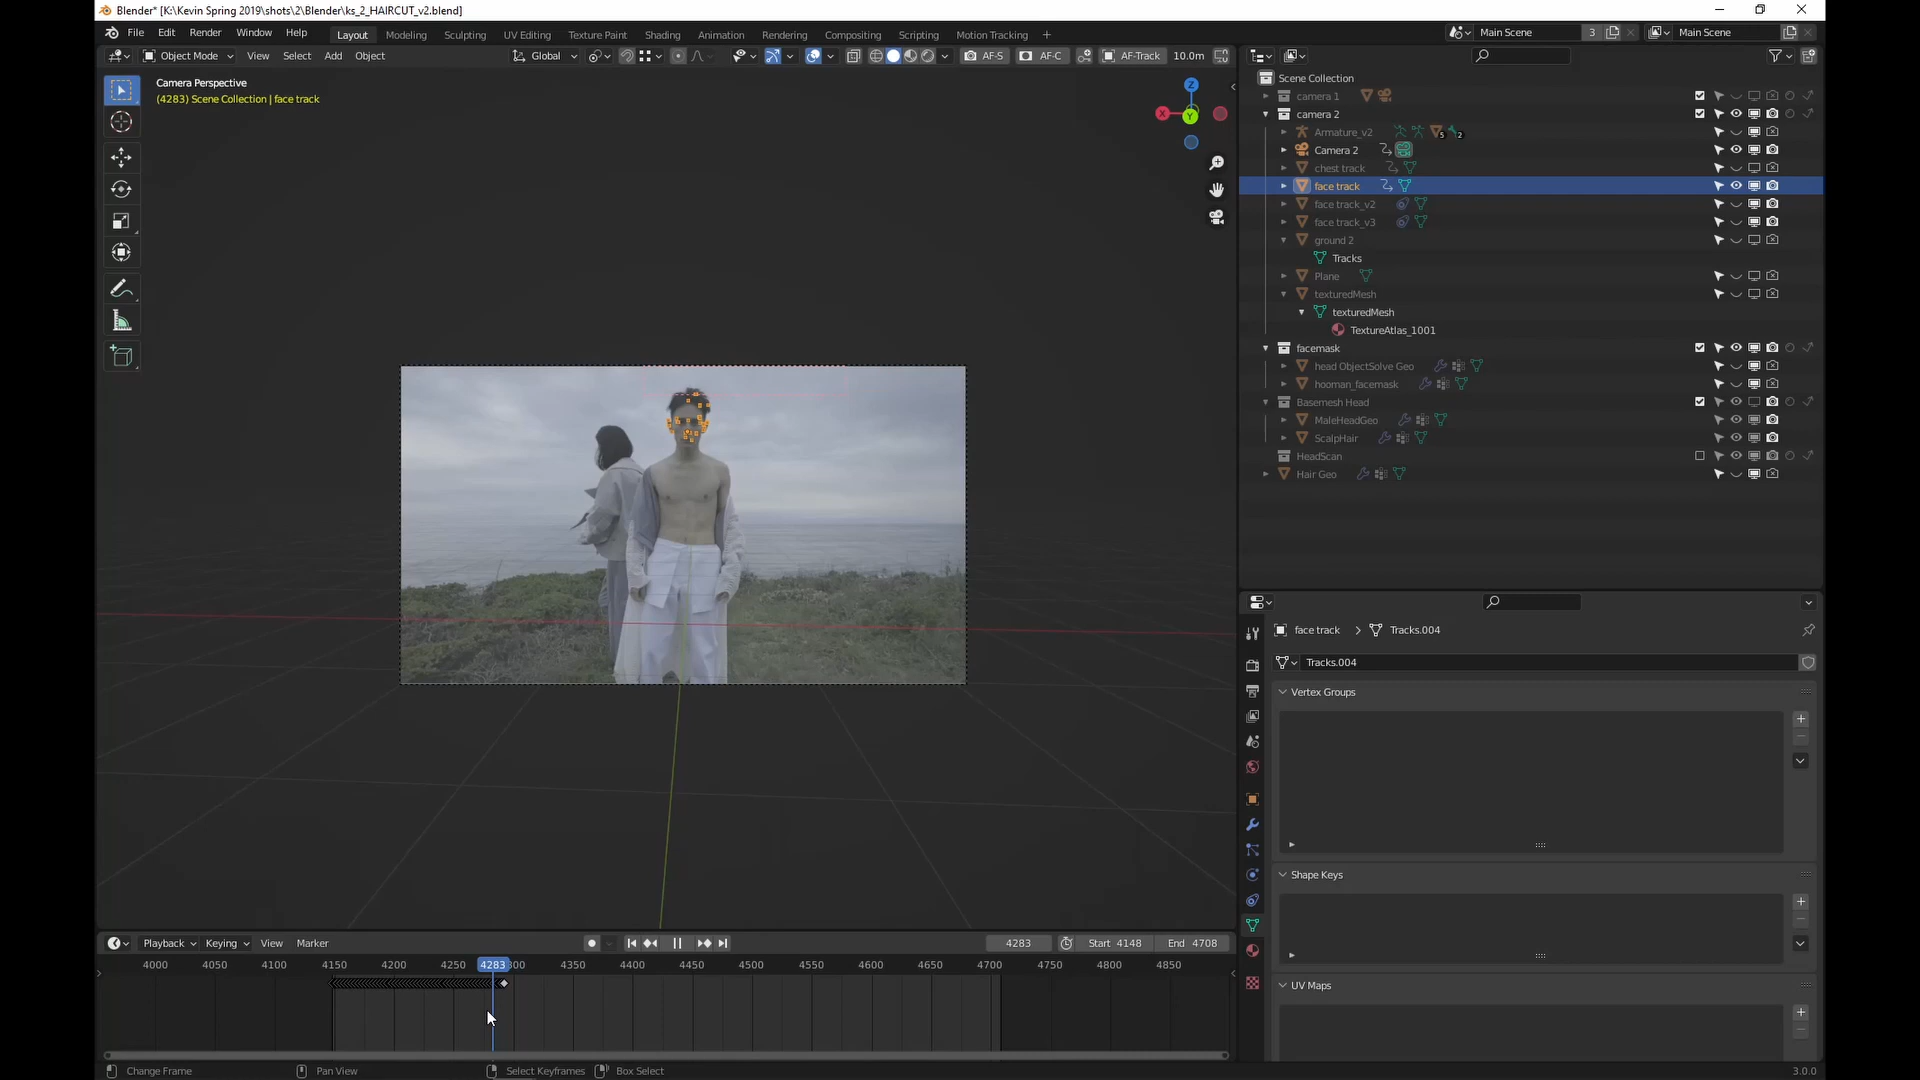 Blender* [K:\Kevin Spring 2019\shots\2\Blender\ks_2_HAIRCUT_v2.blend]
File Edit Render Window Help Layout Modeling Sculpting UV Editing Texture Paint Shading Animation Rendering Compositing Scripting Motion Tracking + Main Scene 3 Main Scene
Object Mode View Select Add Object Global AF-S AF-C AF-Track 10.0m
Camera Perspective
(4283) Scene Collection | face track
Z
X
Y
Scene Collection
camera 1
camera 2
Armature_v2 5 2
Camera 2
chest track
face track
face track_v2
face track_v3
ground 2
Tracks
Plane
texturedMesh
texturedMesh
TextureAtlas_1001
facemask
head ObjectSolve Geo
hooman_facemask
Basemesh Head
MaleHeadGeo
ScalpHair
HeadScan
Hair Geo
face track > Tracks.004
Tracks.004
Vertex Groups
Shape Keys
UV Maps
Playback Keying View Marker 4283 Start 4148 End 4708
4000 4050 4100 4150 4200 4250 4283 300 4350 4400 4450 4500 4550 4600 4650 4700 4750 4800 4850
Change Frame Pan View Select Keyframes Box Select 3.0.0